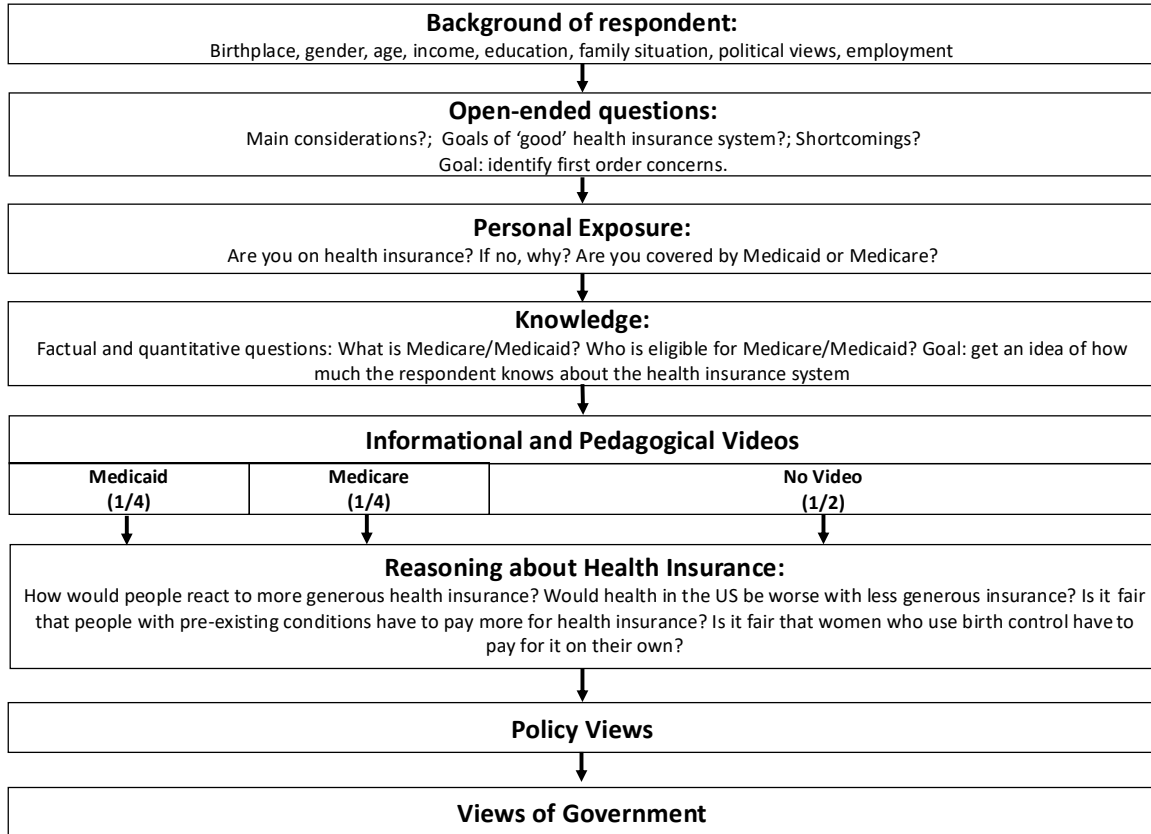 Background of respondent:
Birthplace, gender, age, income, education, family situation, political views, employment
Open-ended questions:
Main considerations?; Goals of ‘good’ health insurance system?; Shortcomings?
Goal: identify first order concerns.
Personal Exposure:
Are you on health insurance? If no, why? Are you covered by Medicaid or Medicare?
Knowledge:
Factual and quantitative questions: What is Medicare/Medicaid? Who is eligible for Medicare/Medicaid? Goal: get an idea of how
much the respondent knows about the health insurance system
Informational and Pedagogical Videos
Medicaid
(1/4)
Medicare
(1/4)
No Video
(1/2)
Reasoning about Health Insurance:
How would people react to more generous health insurance? Would health in the US be worse with less generous insurance? Is it fair
that people with pre-existing conditions have to pay more for health insurance? Is it fair that women who use birth control have to
pay for it on their own?
Policy Views
Views of Government